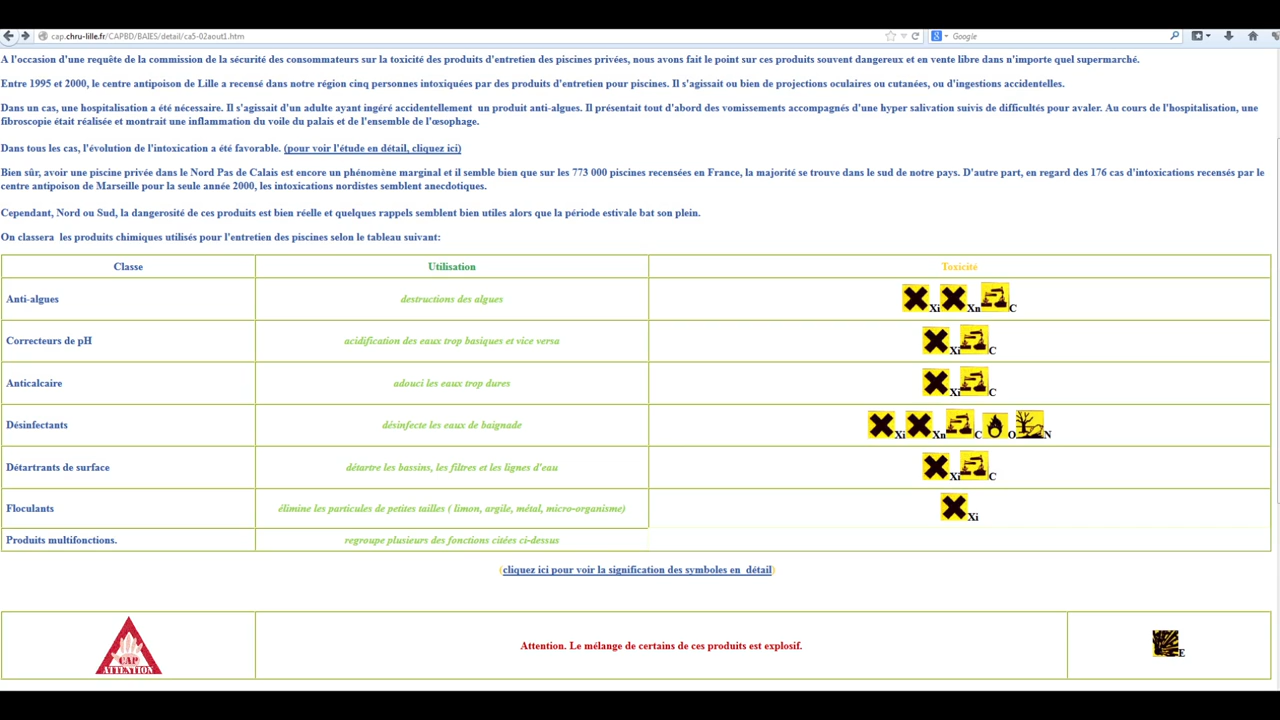 cap.chru-lille.fr/CAPBD/BAIES/detail/ca5-02aout1.htm
Google
A l'occasion d'une requête de la commission de la sécurité des consommateurs sur la toxicité des produits d'entretien des piscines privées, nous avons fait le point sur ces produits souvent dangereux et en vente libre dans n'importe quel supermarché.
Entre 1995 et 2000, le centre antipoison de Lille a recensé dans notre région cinq personnes intoxiquées par des produits d'entretien pour piscines. Il s'agissait ou bien de projections oculaires ou cutanées, ou d'ingestions accidentelles.
Dans un cas, une hospitalisation a été nécessaire. Il s'agissait d'un adulte ayant ingéré accidentellement un produit anti-algues. Il présentait tout d'abord des vomissements accompagnés d'une hyper salivation suivis de difficultés pour avaler. Au cours de l'hospitalisation, une
fibroscopie était réalisée et montrait une inflammation du voile du palais et de l'ensemble de l'œsophage.
Dans tous les cas, l'évolution de l'intoxication a été favorable. (pour voir l'étude en détail, cliquez ici)
Bien sûr, avoir une piscine privée dans le Nord Pas de Calais est encore un phénomène marginal et il semble bien que sur les 773 000 piscines recensées en France, la majorité se trouve dans le sud de notre pays. D'autre part, en regard des 176 cas d'intoxications recensés par le
centre antipoison de Marseille pour la seule année 2000, les intoxications nordistes semblent anecdotiques.
Cependant, Nord ou Sud, la dangerosité de ces produits est bien réelle et quelques rappels semblent bien utiles alors que la période estivale bat son plein.
On classera les produits chimiques utilisés pour l'entretien des piscines selon le tableau suivant:
Classe Utilisation Toxicité
Anti-algues destructions des algues Xi Xn C
Correcteurs de pH acidification des eaux trop basiques et vice versa Xi C
Anticalcaire adouci les eaux trop dures Xi C
Désinfectants désinfecte les eaux de baignade Xi Xn C O N
Détartrants de surface détartre les bassins, les filtres et les lignes d'eau Xi C
Floculants élimine les particules de petites tailles ( limon, argile, métal, micro-organisme) Xi
Produits multifonctions. regroupe plusieurs des fonctions citées ci-dessus
(cliquez ici pour voir la signification des symboles en détail)
CAP
ATTENTION
Attention. Le mélange de certains de ces produits est explosif.
E